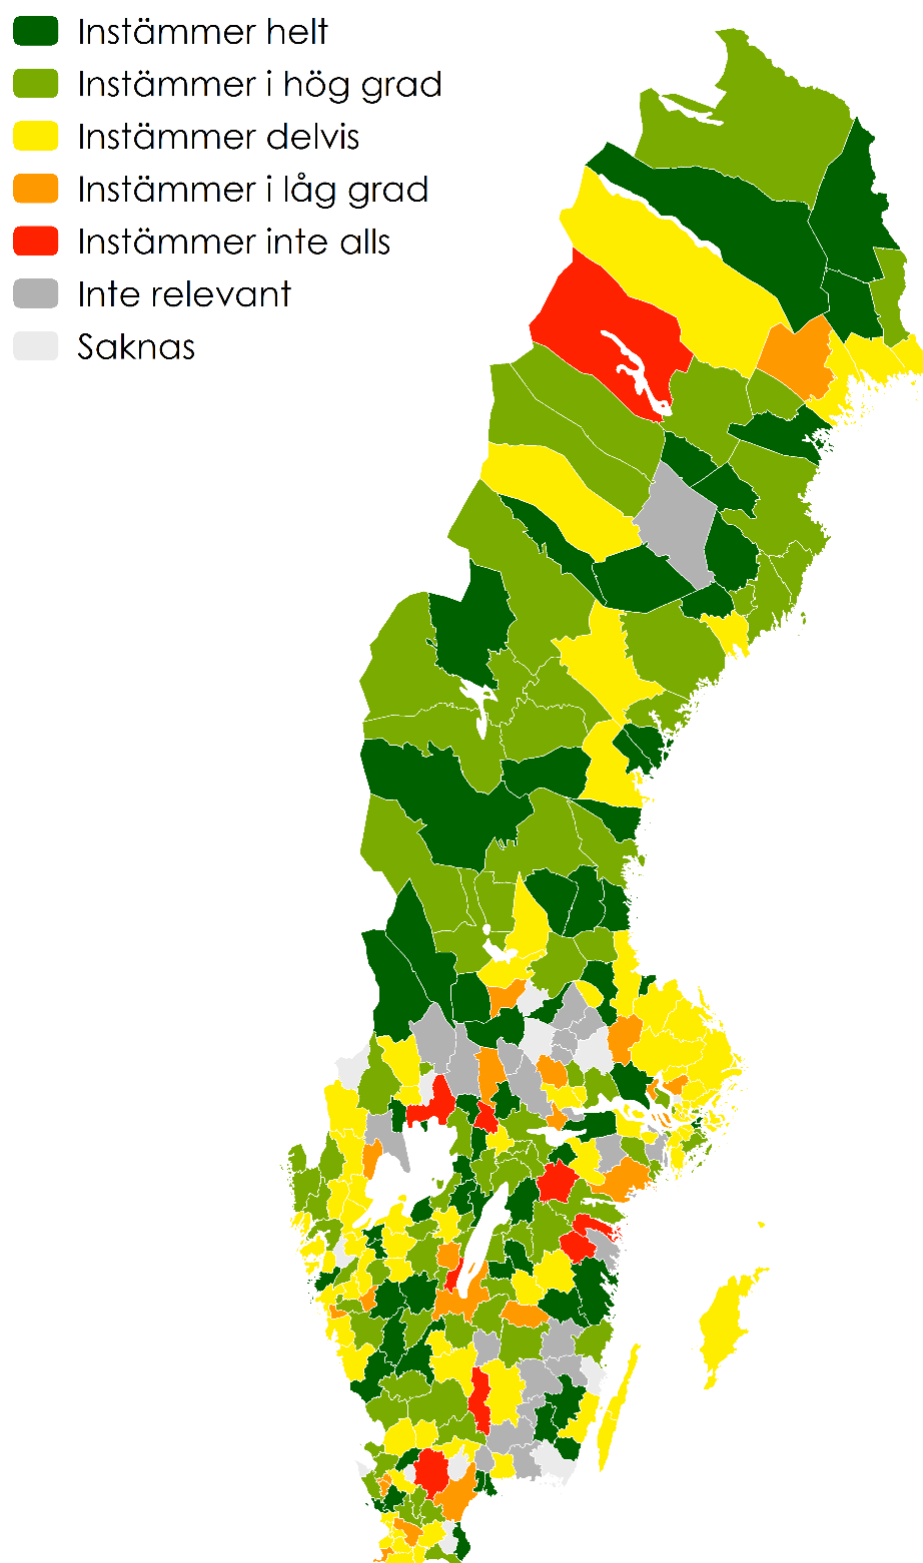 Instämmer helt
Instämmer i hög grad
Instämmer delvis
Instämmer i låg grad
Instämmer inte alls
Inte relevant
Saknas